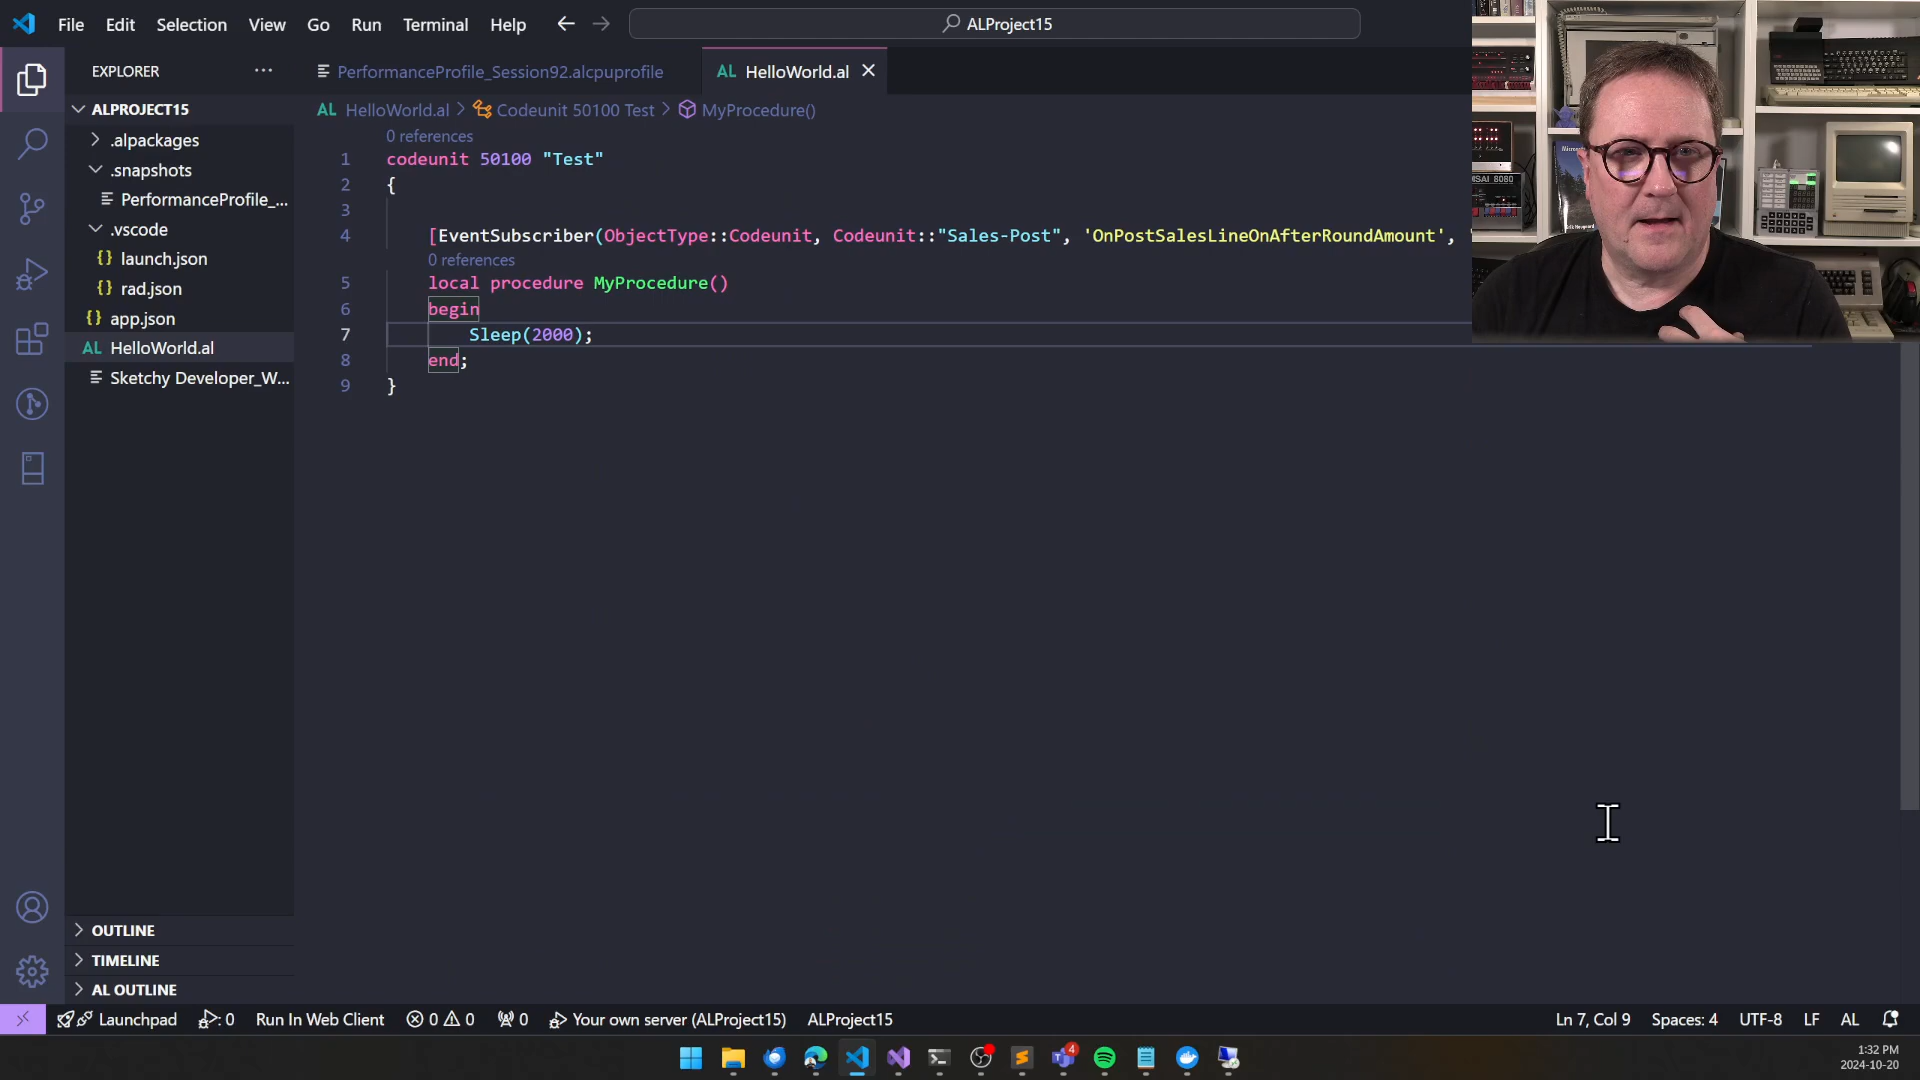 File Edit Selection View Go Run Terminal Help
ALProject15
EXPLORER
PerformanceProfile_Session92.alcpuprofile
AL HelloWorld.al
ALPROJECT15
.alpackages
.snapshots
PerformanceProfile_...
.vscode
{} launch.json
{} rad.json
{} app.json
AL HelloWorld.al
Sketchy Developer_W...
AL HelloWorld.al > Codeunit 50100 Test > MyProcedure()
0 references
1 codeunit 50100 "Test"
2 {
3
4 [EventSubscriber(ObjectType::Codeunit, Codeunit::"Sales-Post", 'OnPostSalesLineOnAfterRoundAmount', '
0 references
5 local procedure MyProcedure()
6 begin
7 Sleep(2000);
8 end;
9 }
OUTLINE
TIMELINE
AL OUTLINE
Launchpad 0 Run In Web Client 0 0 0 Your own server (ALProject15) ALProject15
Ln 7, Col 9 Spaces: 4 UTF-8 LF AL
4
1:32 PM
2024-10-20
8080